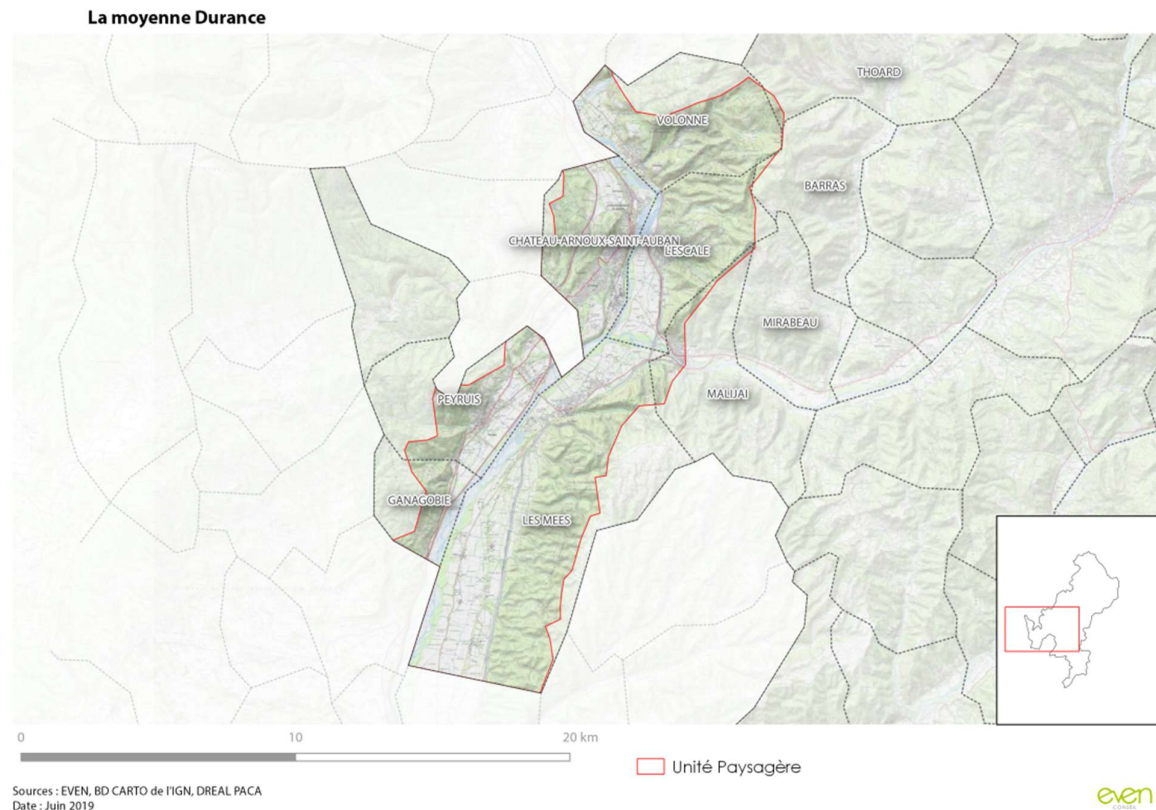 La moyenne Durance
THOARD
VOLONNE
BARRAS
CHATEAU-ARNOUX-SAINT-AUBAN
L'ESCALE
MIRABEAU
MALIJAI
PEYRUIS
GANAGOBIE
LES MEES
0 10 20 km
Unité Paysagère
Sources : EVEN, BD CARTO de l'IGN, DREAL PACA
Date : Juin 2019
even
CONSEIL